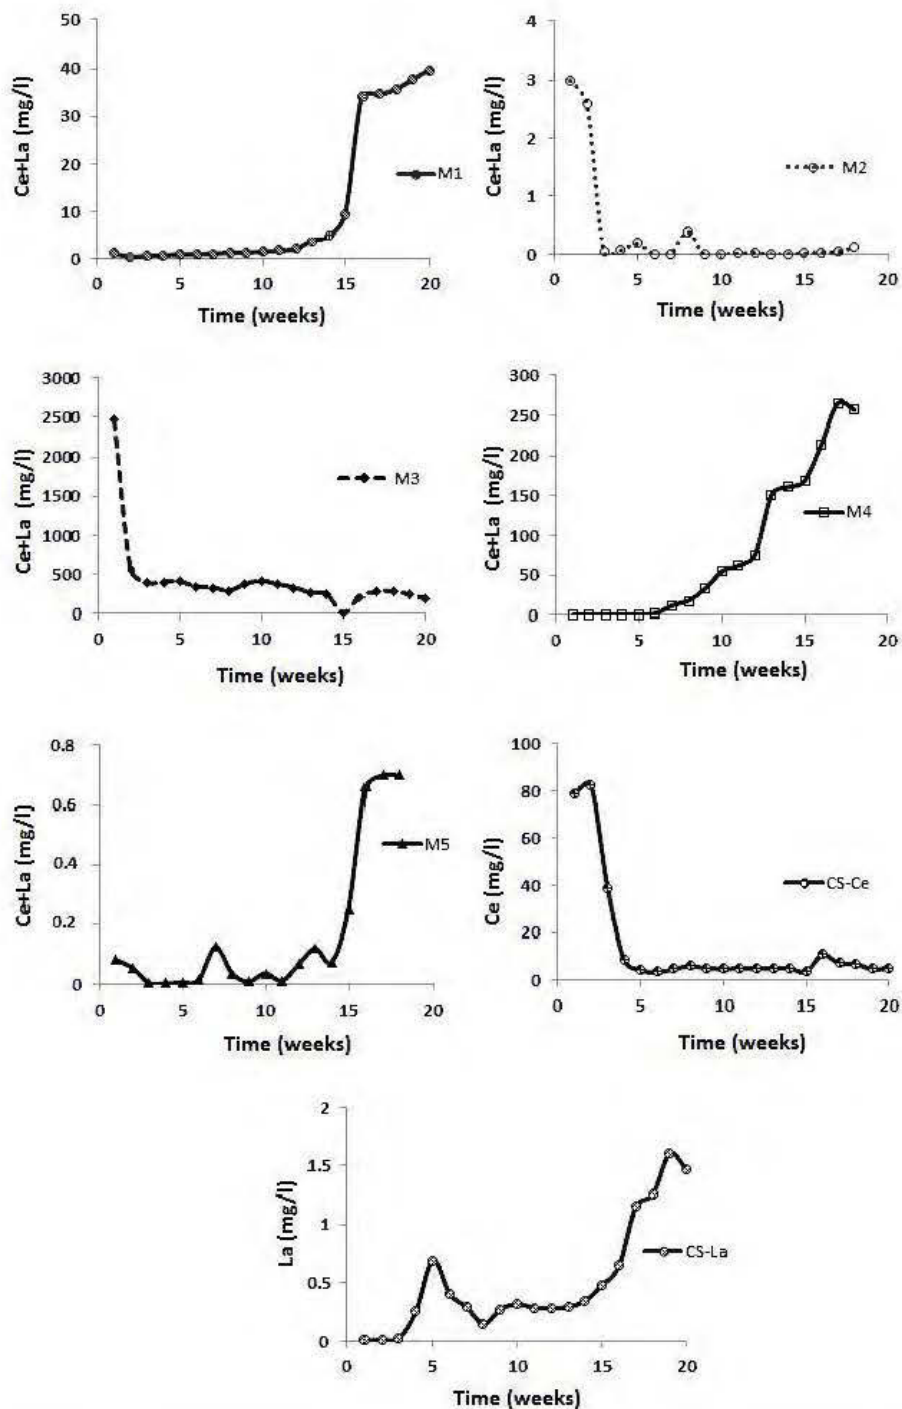 50
40
30
20
10
0
0 5 10 15 20
Ce+La (mg/l)
Time (weeks)
M1
4
3
2
1
0
0 5 10 15 20
Ce+La (mg/l)
Time (weeks)
M2
3000
2500
2000
1500
1000
500
0
0 5 10 15 20
Ce+La (mg/l)
Time (weeks)
M3
300
250
200
150
100
50
0
0 5 10 15 20
Ce+La (mg/l)
Time (weeks)
M4
0.8
0.6
0.4
0.2
0
0 5 10 15 20
Ce+La (mg/l)
Time (weeks)
M5
100
80
60
40
20
0
0 5 10 15 20
Ce (mg/l)
Time (weeks)
CS-Ce
2
1.5
1
0.5
0
0 5 10 15 20
La (mg/l)
Time (weeks)
CS-La